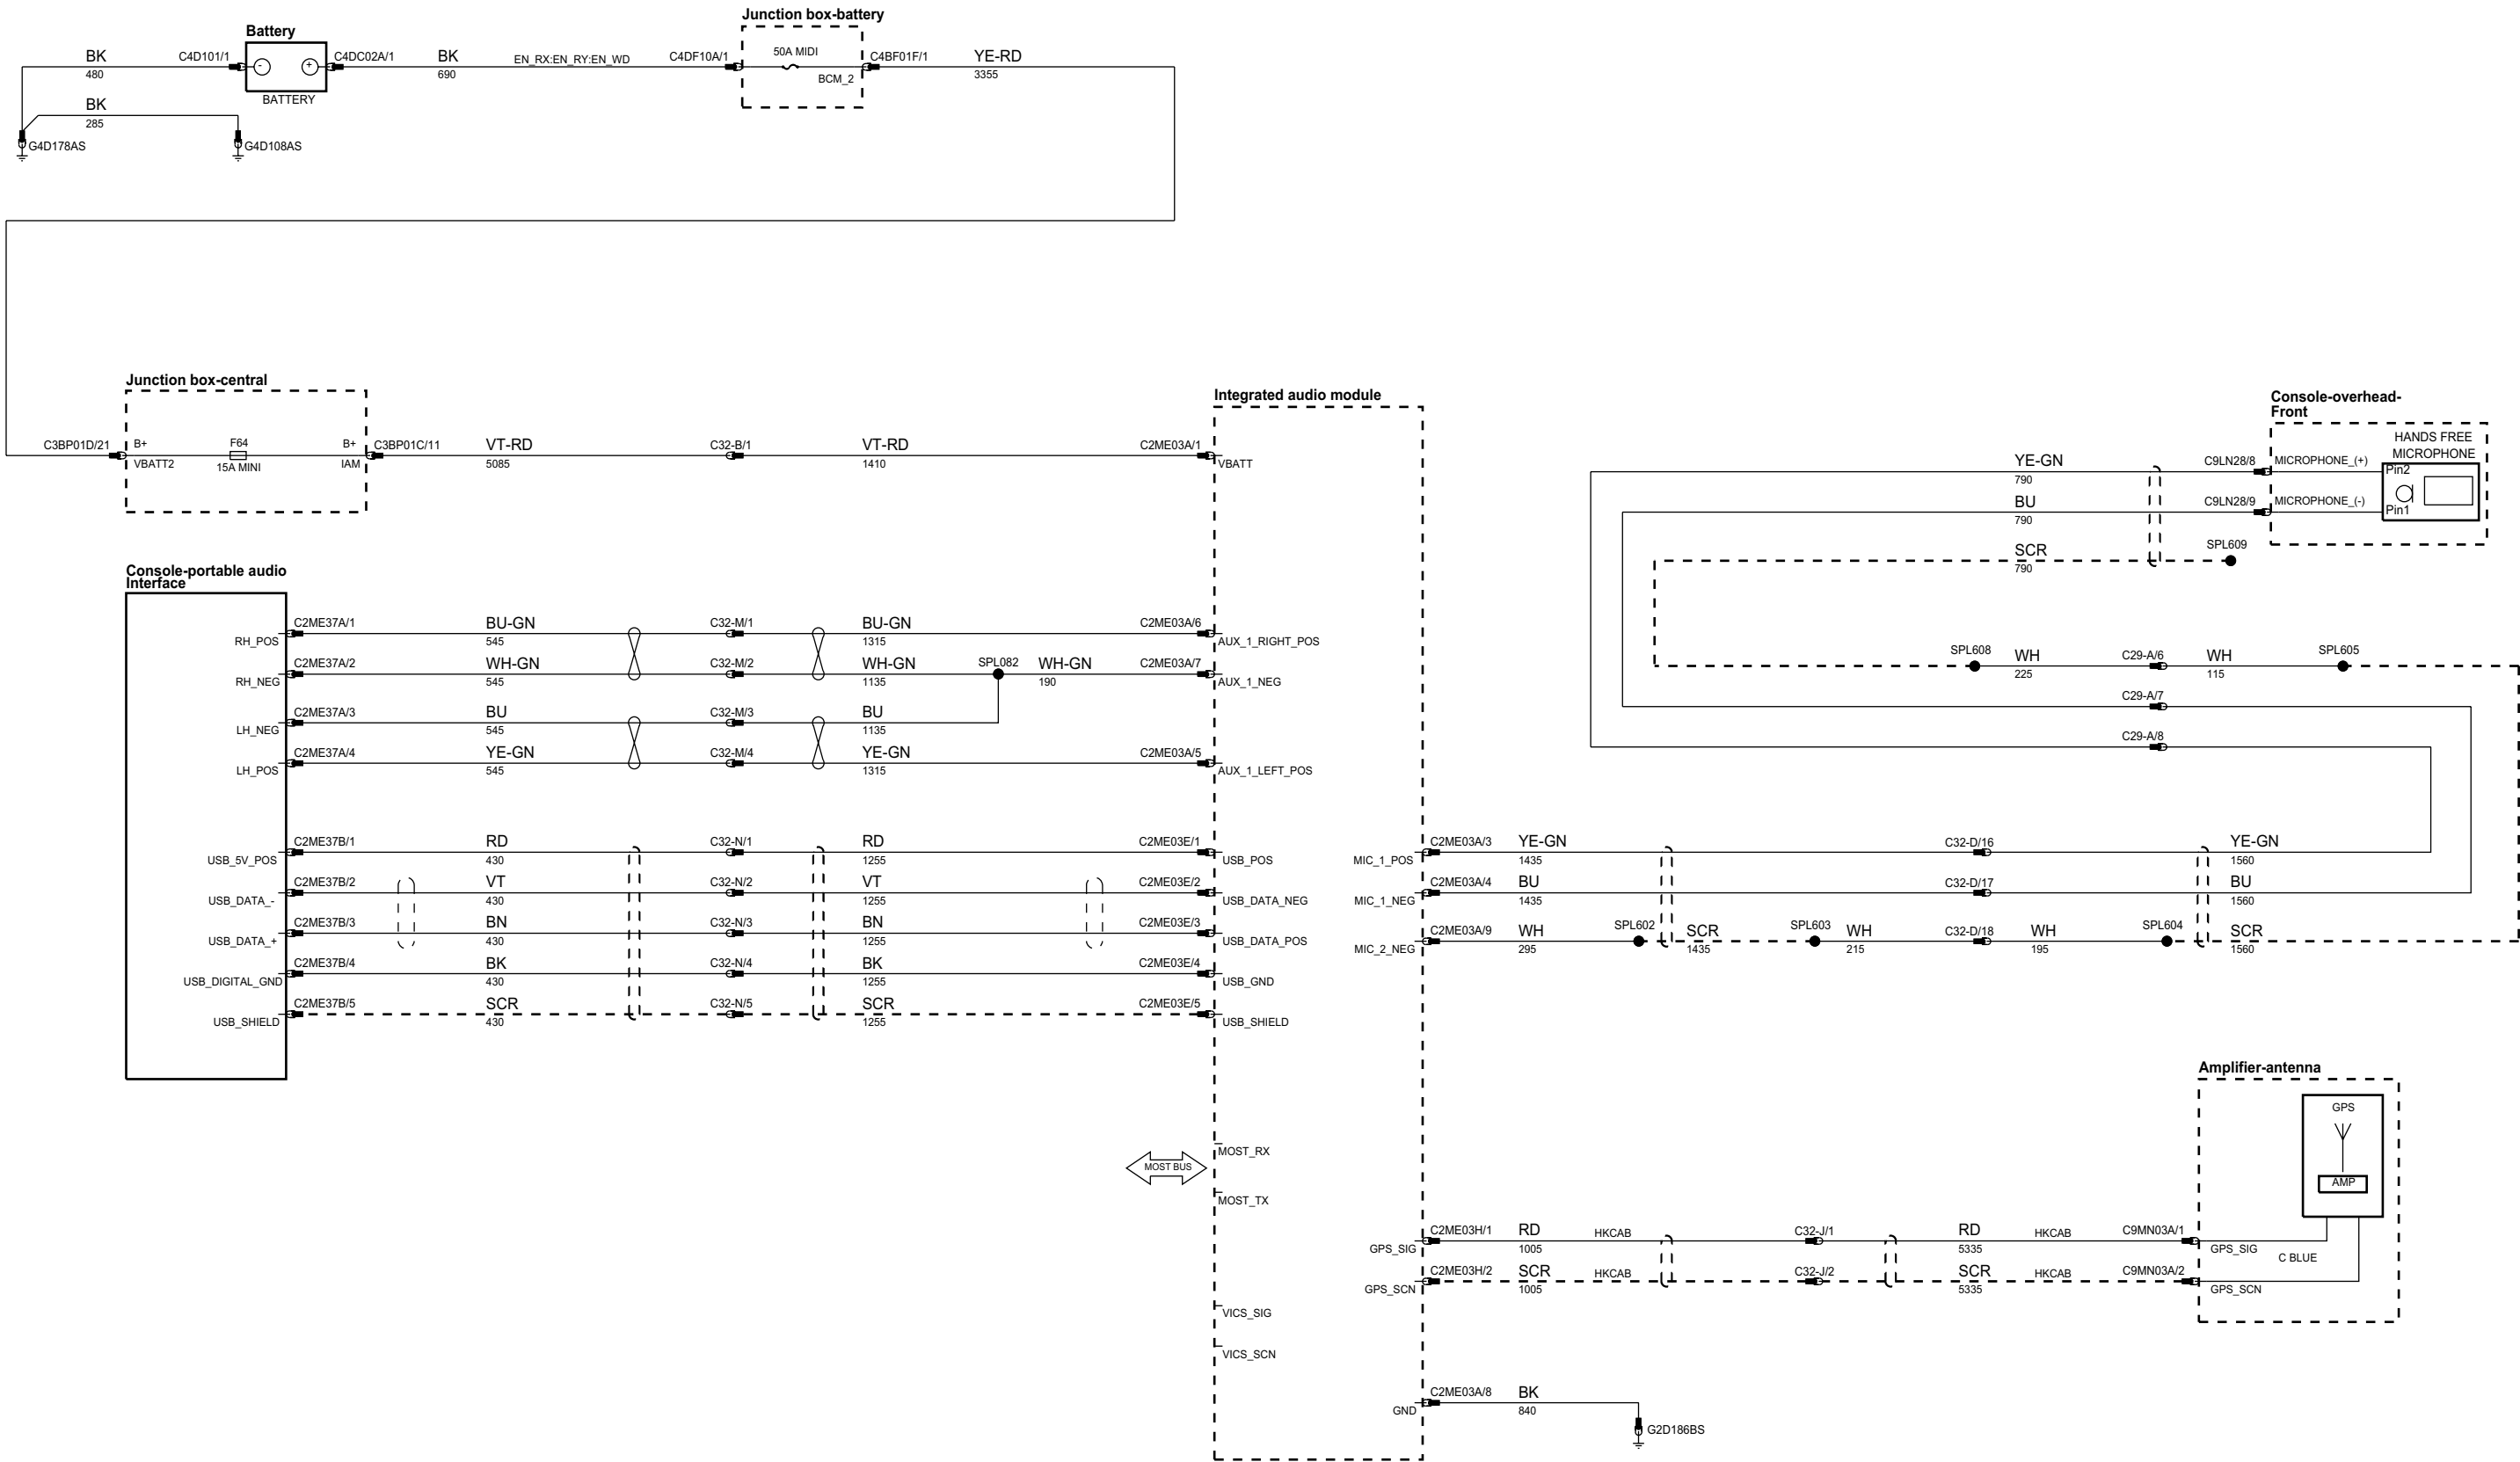 Junction box-battery
Battery
BK
480
C4D101/1
-
+
C4DC02A/1
BK
690
EN_RX:EN_RY:EN_WD
C4DF10A/1
50A MIDI
BCM_2
C4BF01F/1
YE-RD
3355
BATTERY
BK
285
G4D178AS
G4D108AS
Junction box-central
C3BP01D/21
B+
VBATT2
F64
15A MINI
B+
IAM
C3BP01C/11
VT-RD
5085
C32-B/1
VT-RD
1410
C2ME03A/1
Integrated audio module
VBATT
Console-overhead-
Front
HANDS FREE
MICROPHONE
YE-GN
790
C9LN28/8
MICROPHONE_(+)
Pin2
BU
790
C9LN28/9
MICROPHONE_(-)
Pin1
SCR
790
SPL609
Console-portable audio
Interface
RH_POS
C2ME37A/1
BU-GN
545
C32-M/1
BU-GN
1315
C2ME03A/6
AUX_1_RIGHT_POS
RH_NEG
C2ME37A/2
WH-GN
545
C32-M/2
WH-GN
1135
SPL082
WH-GN
190
C2ME03A/7
AUX_1_NEG
LH_NEG
C2ME37A/3
BU
545
C32-M/3
BU
1135
LH_POS
C2ME37A/4
YE-GN
545
C32-M/4
YE-GN
1315
C2ME03A/5
AUX_1_LEFT_POS
SPL608
WH
225
C29-A/6
WH
115
SPL605
C29-A/7
C29-A/8
USB_5V_POS
C2ME37B/1
RD
430
C32-N/1
RD
1255
C2ME03E/1
USB_POS
USB_DATA_-
C2ME37B/2
VT
430
C32-N/2
VT
1255
C2ME03E/2
USB_DATA_NEG
USB_DATA_+
C2ME37B/3
BN
430
C32-N/3
BN
1255
C2ME03E/3
USB_DATA_POS
USB_DIGITAL_GND
C2ME37B/4
BK
430
C32-N/4
BK
1255
C2ME03E/4
USB_GND
USB_SHIELD
C2ME37B/5
SCR
430
C32-N/5
SCR
1255
C2ME03E/5
USB_SHIELD
MIC_1_POS
C2ME03A/3
YE-GN
1435
C32-D/16
YE-GN
1560
MIC_1_NEG
C2ME03A/4
BU
1435
C32-D/17
BU
1560
MIC_2_NEG
C2ME03A/9
WH
295
SPL602
SCR
1435
SPL603
WH
215
C32-D/18
WH
195
SPL604
SCR
1560
MOST BUS
MOST_RX
MOST_TX
Amplifier-antenna
GPS
AMP
GPS_SIG
C2ME03H/1
RD
1005
HKCAB
C32-J/1
RD
5335
HKCAB
C9MN03A/1
GPS_SIG
C BLUE
GPS_SCN
C2ME03H/2
SCR
1005
HKCAB
C32-J/2
SCR
5335
HKCAB
C9MN03A/2
GPS_SCN
VICS_SIG
VICS_SCN
GND
C2ME03A/8
BK
840
G2D186BS